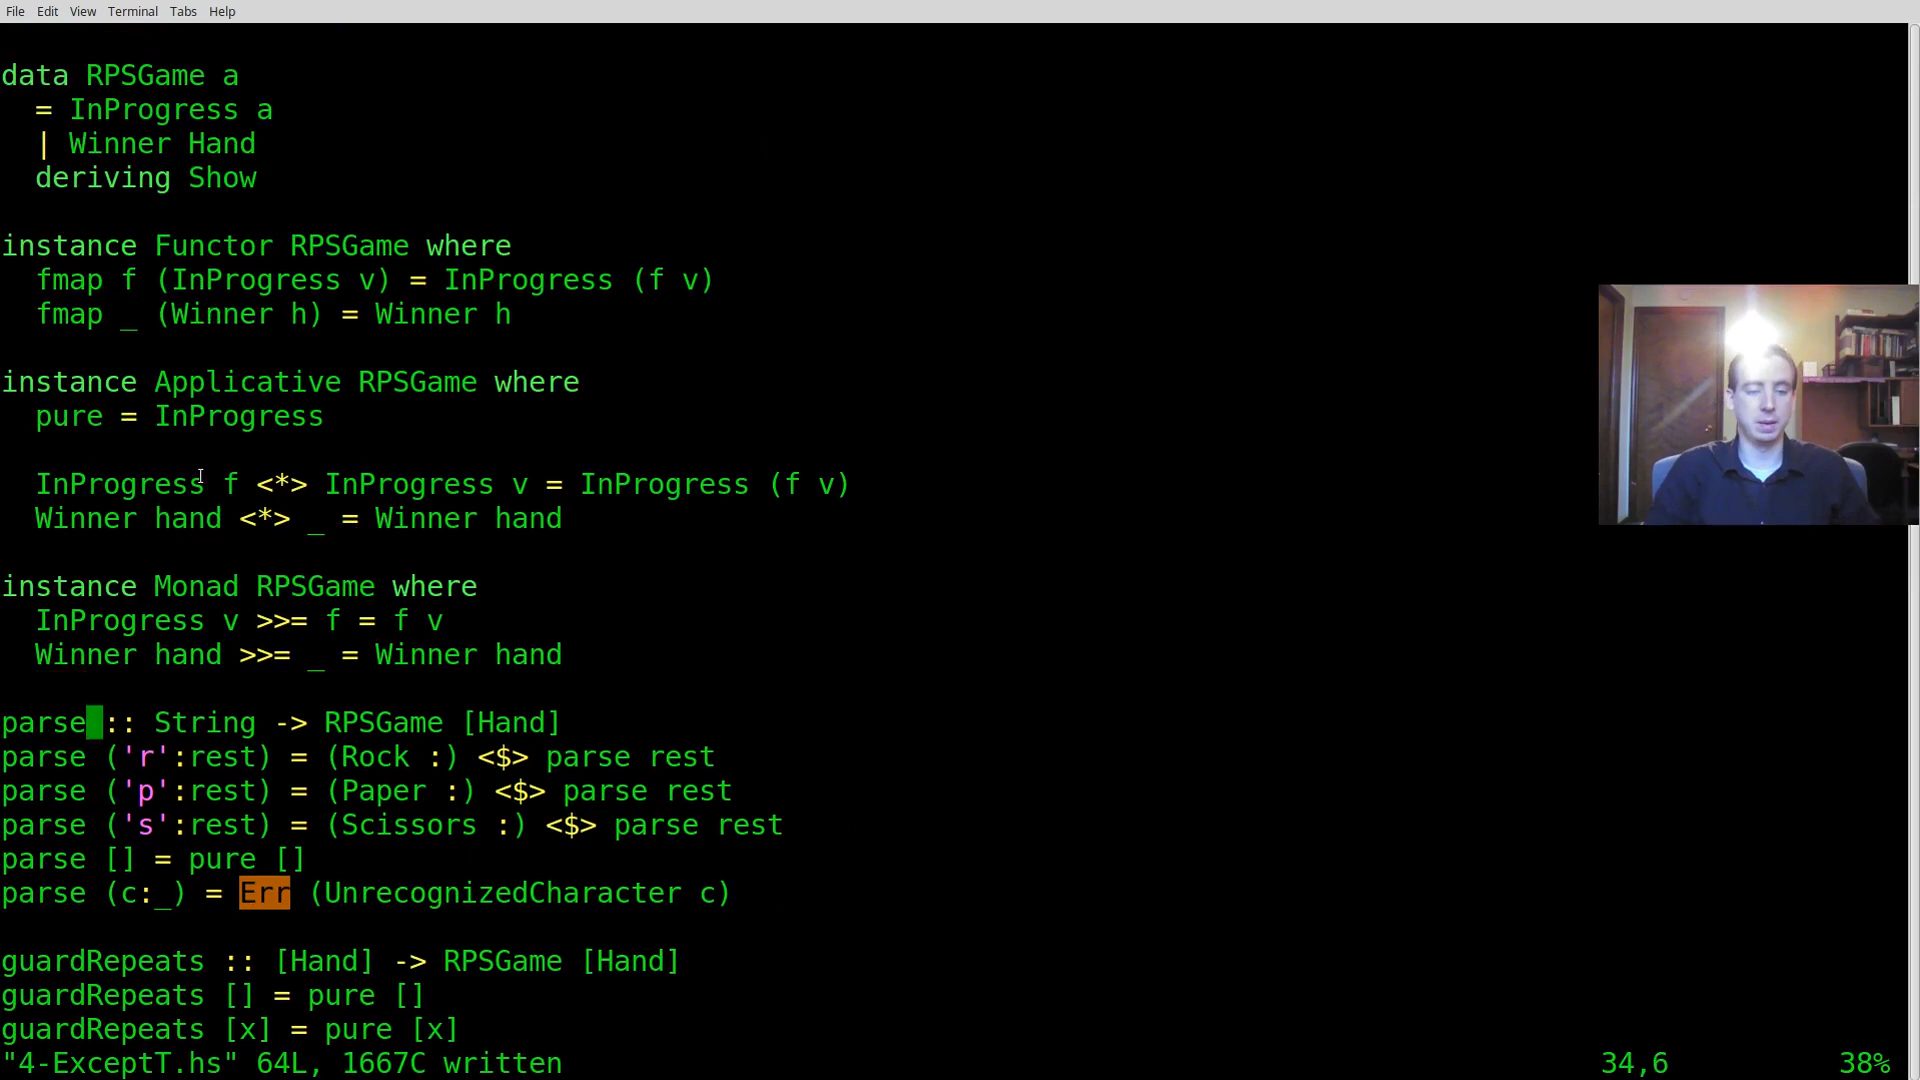 File Edit View Terminal Tabs Help
data RPSGame a
  = InProgress a
  | Winner Hand
  deriving Show
instance Functor RPSGame where
  fmap f (InProgress v) = InProgress (f v)
  fmap _ (Winner h) = Winner h
instance Applicative RPSGame where
  pure = InProgress
  InProgress f <*> InProgress v = InProgress (f v)
  Winner hand <*> _ = Winner hand
instance Monad RPSGame where
  InProgress v >>= f = f v
  Winner hand >>= _ = Winner hand
parse :: String -> RPSGame [Hand]
parse ('r':rest) = (Rock :) <$> parse rest
parse ('p':rest) = (Paper :) <$> parse rest
parse ('s':rest) = (Scissors :) <$> parse rest
parse [] = pure []
parse (c:_) = Err (UnrecognizedCharacter c)
guardRepeats :: [Hand] -> RPSGame [Hand]
guardRepeats [] = pure []
guardRepeats [x] = pure [x]
"4-ExceptT.hs" 64L, 1667C written 34,6 38%